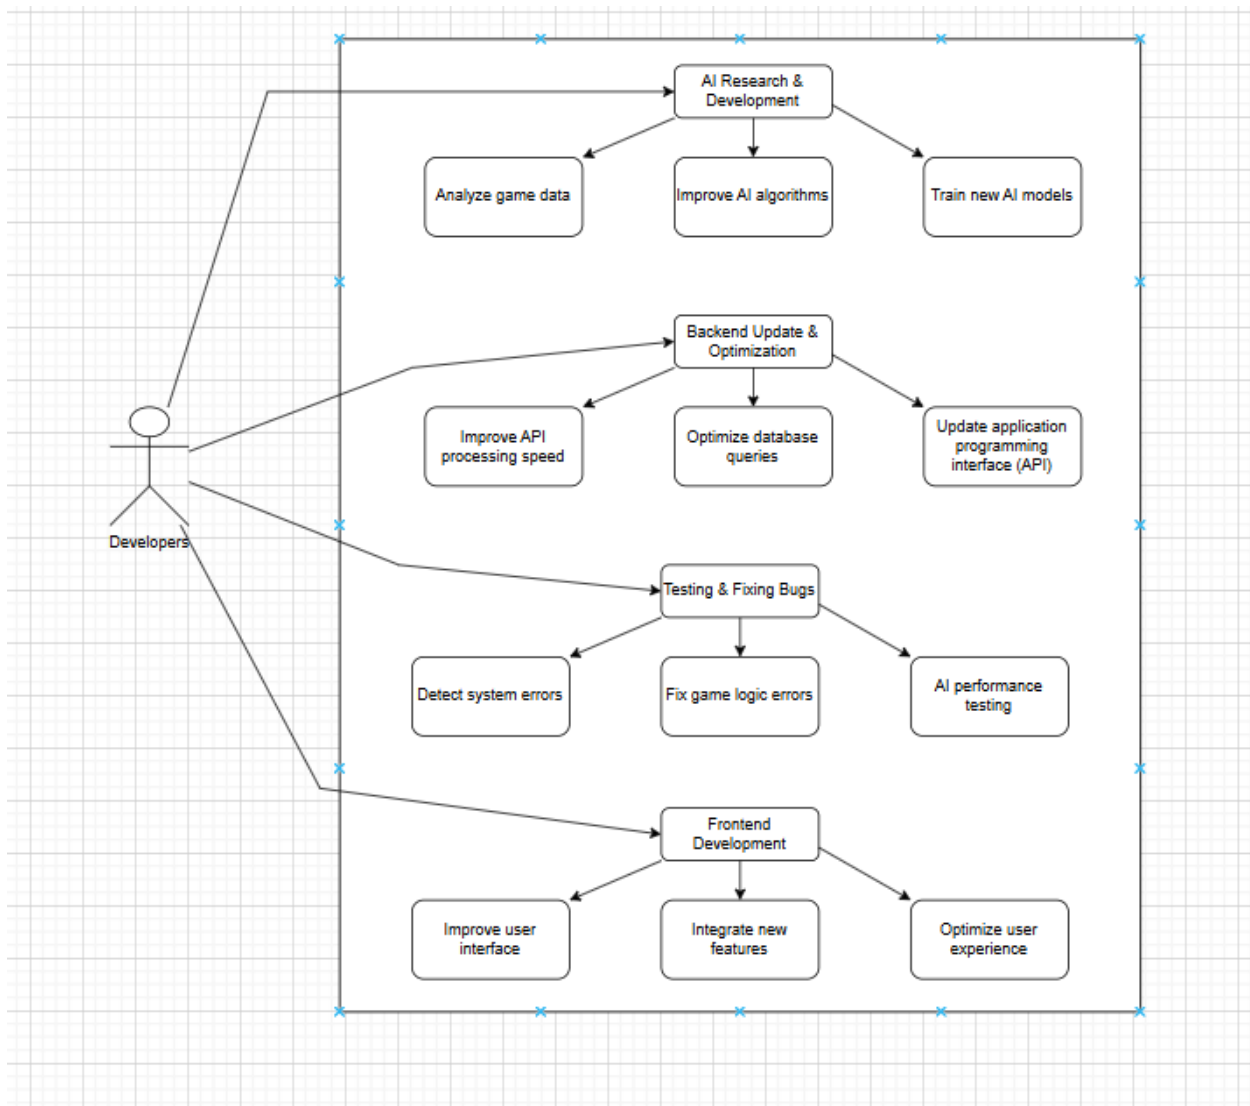 AI Research &
Development
Analyze game data
Improve AI algorithms
Train new AI models
Backend Update &
Optimization
Improve API
processing speed
Optimize database
queries
Update application
programming
interface (API)
Developers
Testing & Fixing Bugs
Detect system errors
Fix game logic errors
AI performance
testing
Frontend
Development
Improve user
interface
Integrate new
features
Optimize user
experience